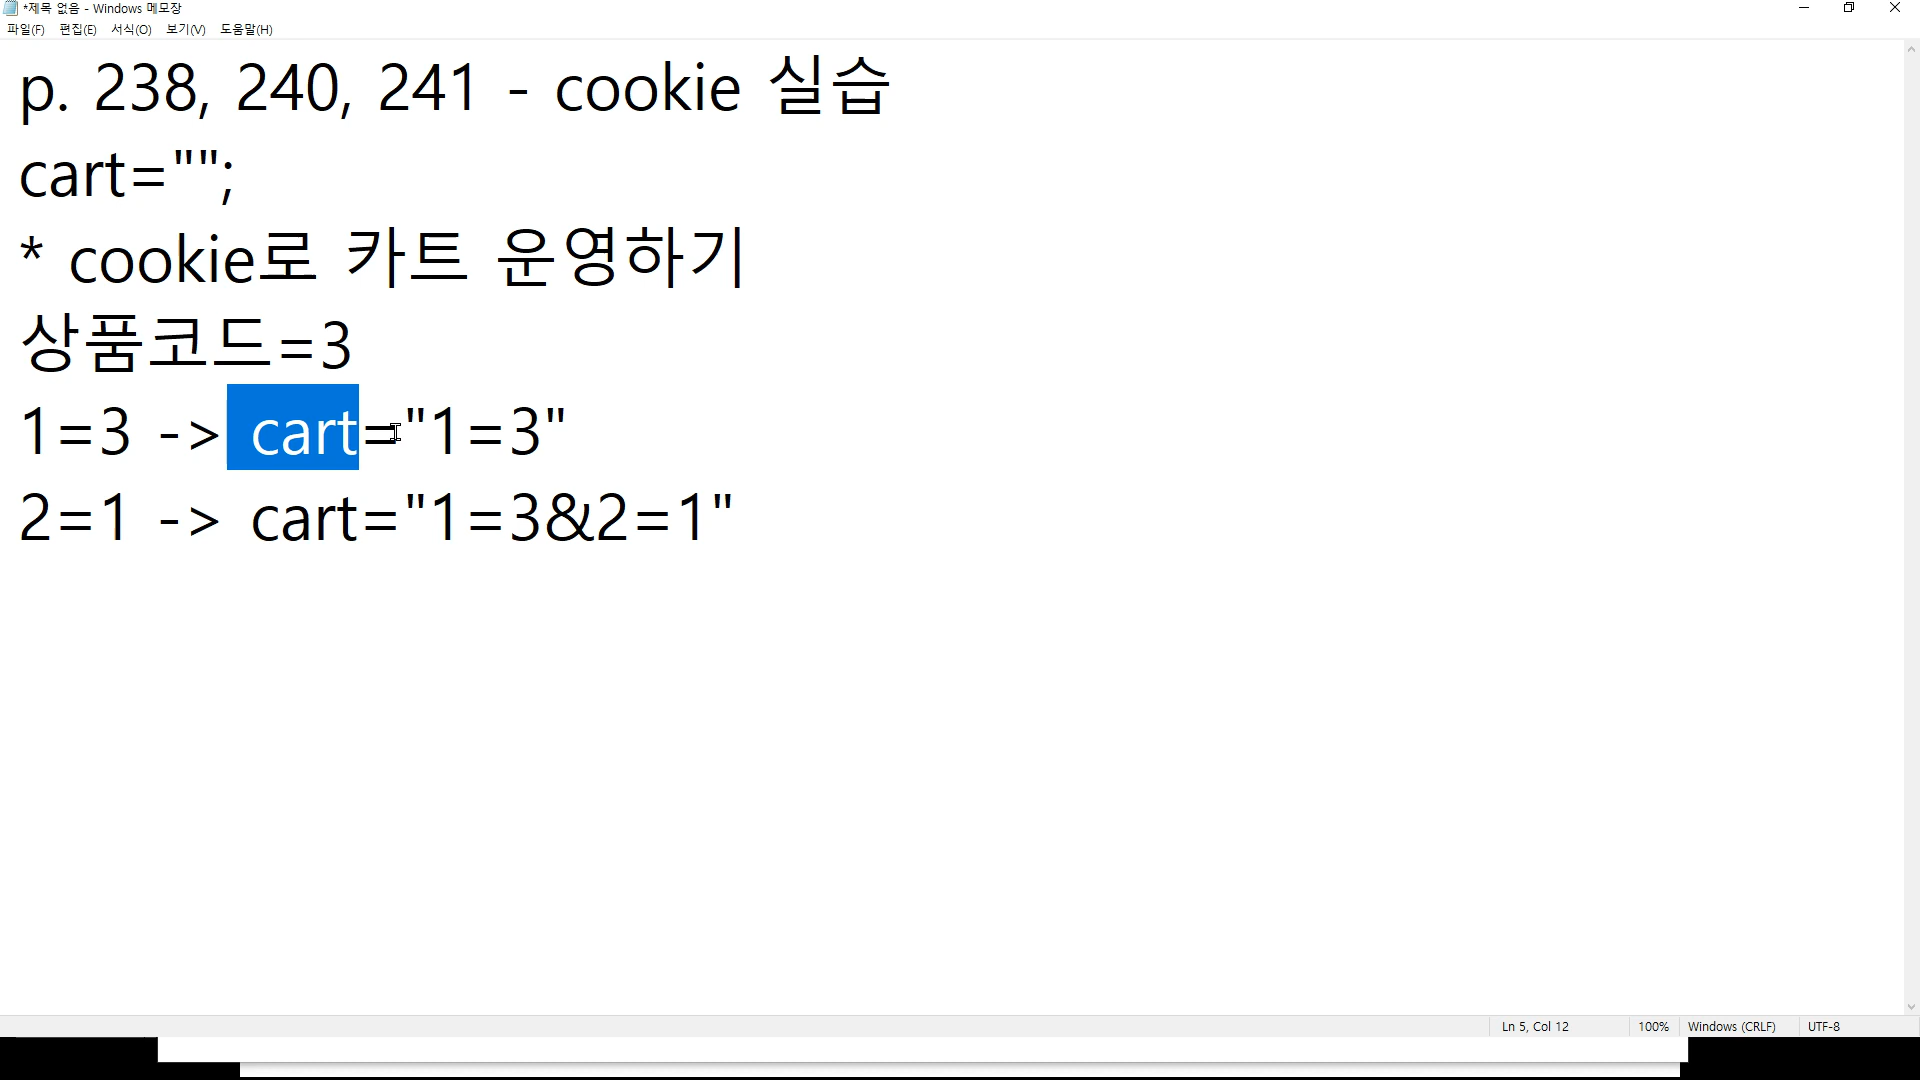 *제목 없음 - Windows 메모장
파일(F) 편집(E) 서식(O) 보기(V) 도움말(H)
p. 238, 240, 241 - cookie 실습
cart="";
* cookie로 카트 운영하기
상품코드=3
1=3 -> cart="1=3"
2=1 -> cart="1=3&2=1"
Ln 5, Col 12 100% Windows (CRLF) UTF-8